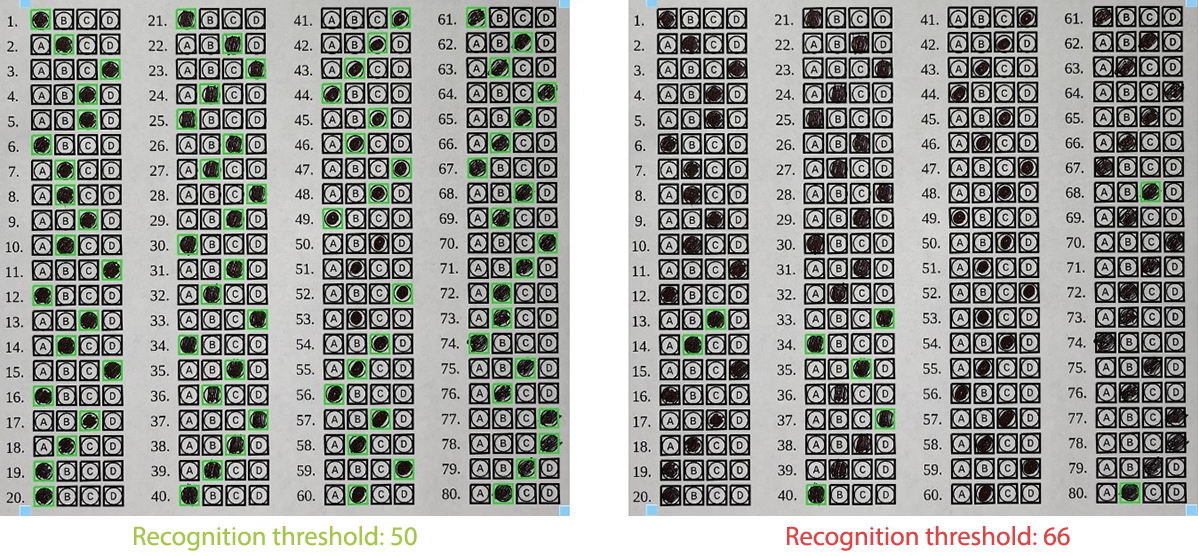 1. B C D
2. A C D
3. A B C
4. A B D
5. A B D
6. B C D
7. A C D
8. A C D
9. A B D
10. A C D
11. A B C
12. B C D
13. A B D
14. A C D
15. A B C
16. B C D
17. A B D
18. A C D
19. B C D
20. B C D
21. B C D
22. A B D
23. A B C
24. A C D
25. B C D
26. A B D
27. A C D
28. A B C
29. A B D
30. B C D
31. A B D
32. A C D
33. A B C
34. B C D
35. A B D
36. A C D
37. A B C
38. A B D
39. A C D
40. B C D
41. A B C
42. A B D
43. A C D
44. B C D
45. A B D
46. A C D
47. A B C
48. A B D
49. B C D
50. A B D
51. A C D
52. A B C
53. A C D
54. A B D
55. A C D
56. B C D
57. A B D
58. A C D
59. A B C
60. A C D
61. B C D
62. A B D
63. A C D
64. A B C
65. A B D
66. A C D
67. B C D
68. A B D
69. A C D
70. A B C
71. A B D
72. A C D
73. A C D
74. B C D
75. A B D
76. A C D
77. A B C
78. A B C
79. A B D
80. A C D
Recognition threshold: 50
1. B C D
2. A C D
3. A B C
4. A B D
5. A B D
6. B C D
7. A C D
8. A C D
9. A B D
10. A C D
11. A B C
12. B C D
13. A B D
14. A C D
15. A B C
16. B C D
17. A B D
18. A C D
19. B C D
20. B C D
21. B C D
22. A B D
23. A B C
24. A C D
25. B C D
26. A B D
27. A C D
28. A B C
29. A B D
30. B C D
31. A B D
32. A C D
33. A B C
34. B C D
35. A B D
36. A C D
37. A B C
38. A B D
39. A C D
40. B C D
41. A B C
42. A B D
43. A C D
44. B C D
45. A B D
46. A C D
47. A B C
48. A B D
49. B C D
50. A B D
51. A C D
52. A B C
53. A C D
54. A B D
55. A C D
56. B C D
57. A B D
58. A C D
59. A B C
60. A C D
61. B C D
62. A B D
63. A C D
64. A B C
65. A B D
66. A C D
67. B C D
68. A B D
69. A C D
70. A B C
71. A B D
72. A C D
73. A C D
74. B C D
75. A B D
76. A C D
77. A B C
78. A B C
79. A B D
80. A C D
Recognition threshold: 66